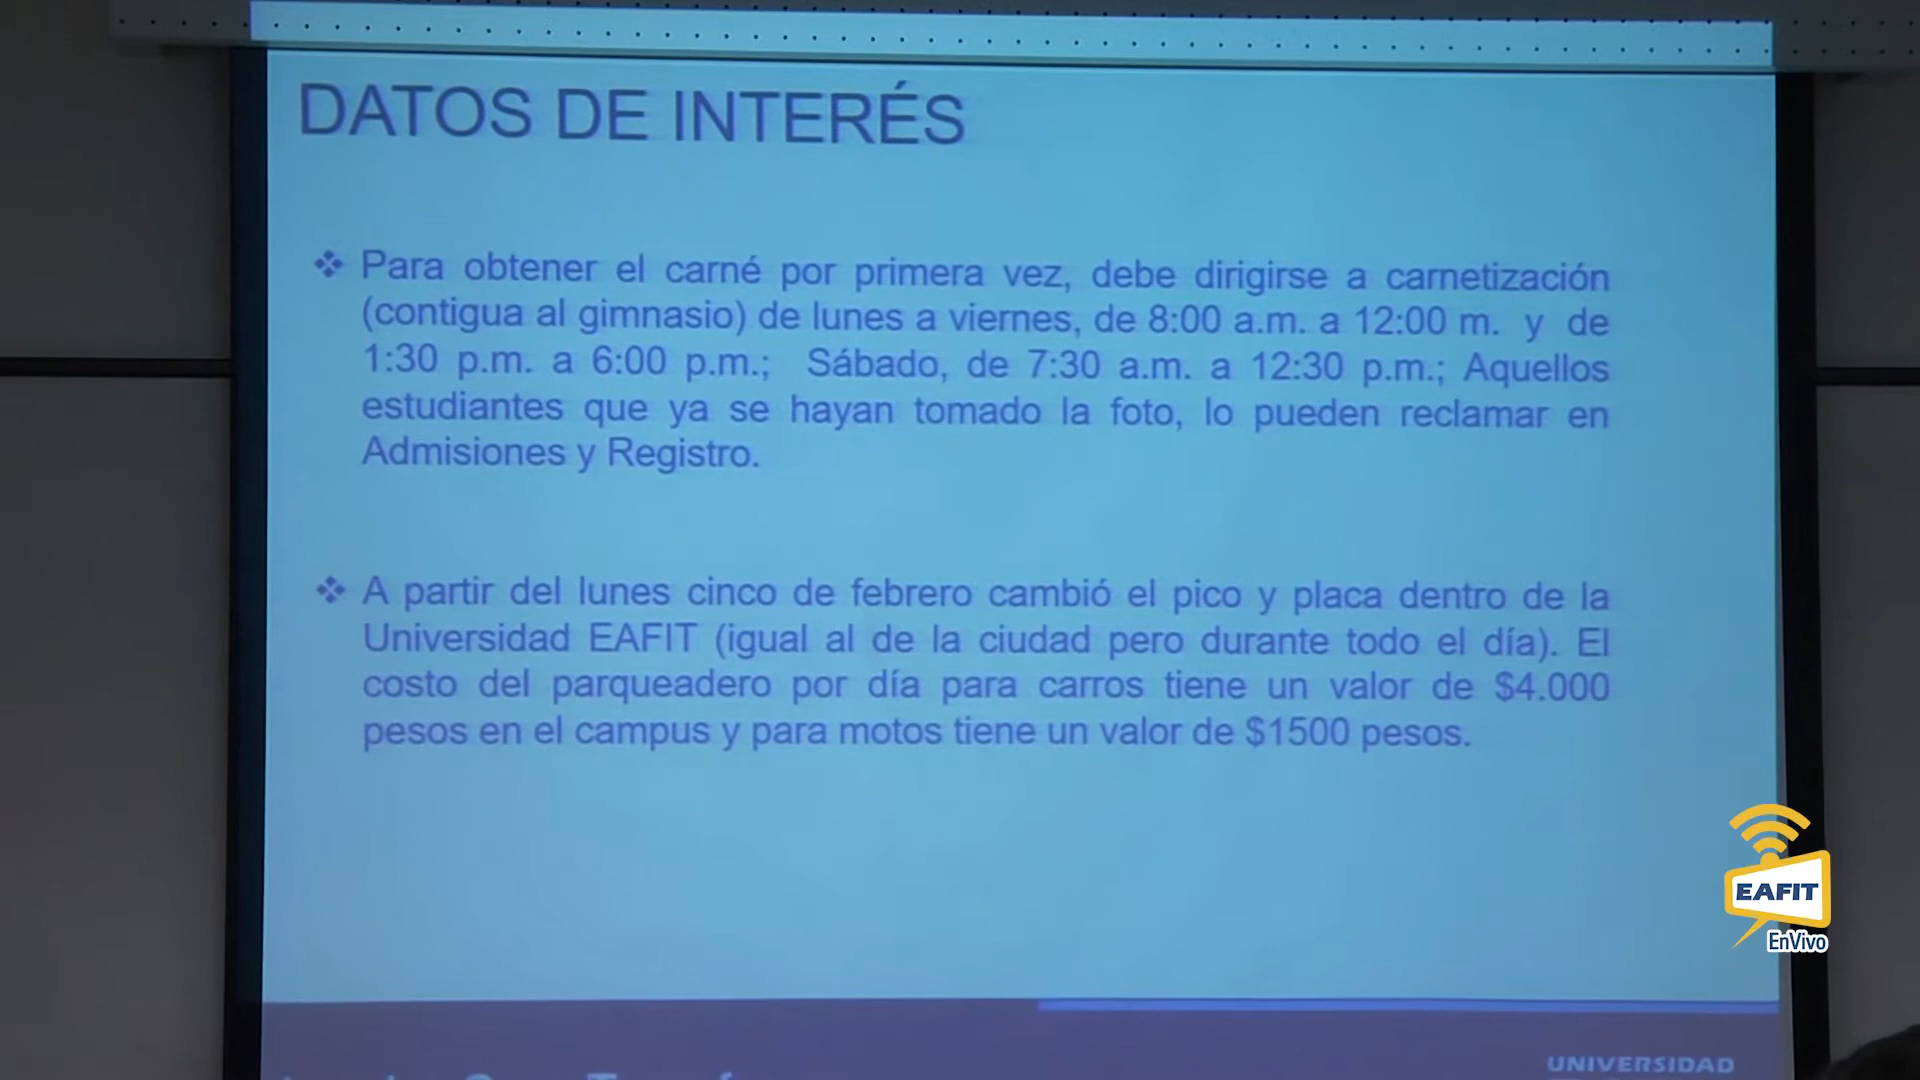 DATOS DE INTERÉS
❖ Para obtener el carné por primera vez, debe dirigirse a carnetización
(contigua al gimnasio) de lunes a viernes, de 8:00 a.m. a 12:00 m. y de
1:30 p.m. a 6:00 p.m.; Sábado, de 7:30 a.m. a 12:30 p.m.; Aquellos
estudiantes que ya se hayan tomado la foto, lo pueden reclamar en
Admisiones y Registro.
❖ A partir del lunes cinco de febrero cambió el pico y placa dentro de la
Universidad EAFIT (igual al de la ciudad pero durante todo el día). El
costo del parqueadero por día para carros tiene un valor de $4.000
pesos en el campus y para motos tiene un valor de $1500 pesos.
EAFIT
EnVivo
UNIVERSIDAD